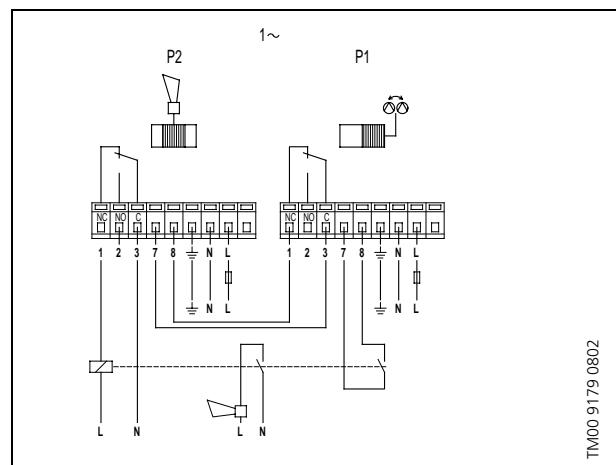 1~
P2 P1
NC NO C NC NO C
1 2 3 7 8 N L 1 2 3 7 8 N L
N L N L
L N L N
TM00 9179 0802